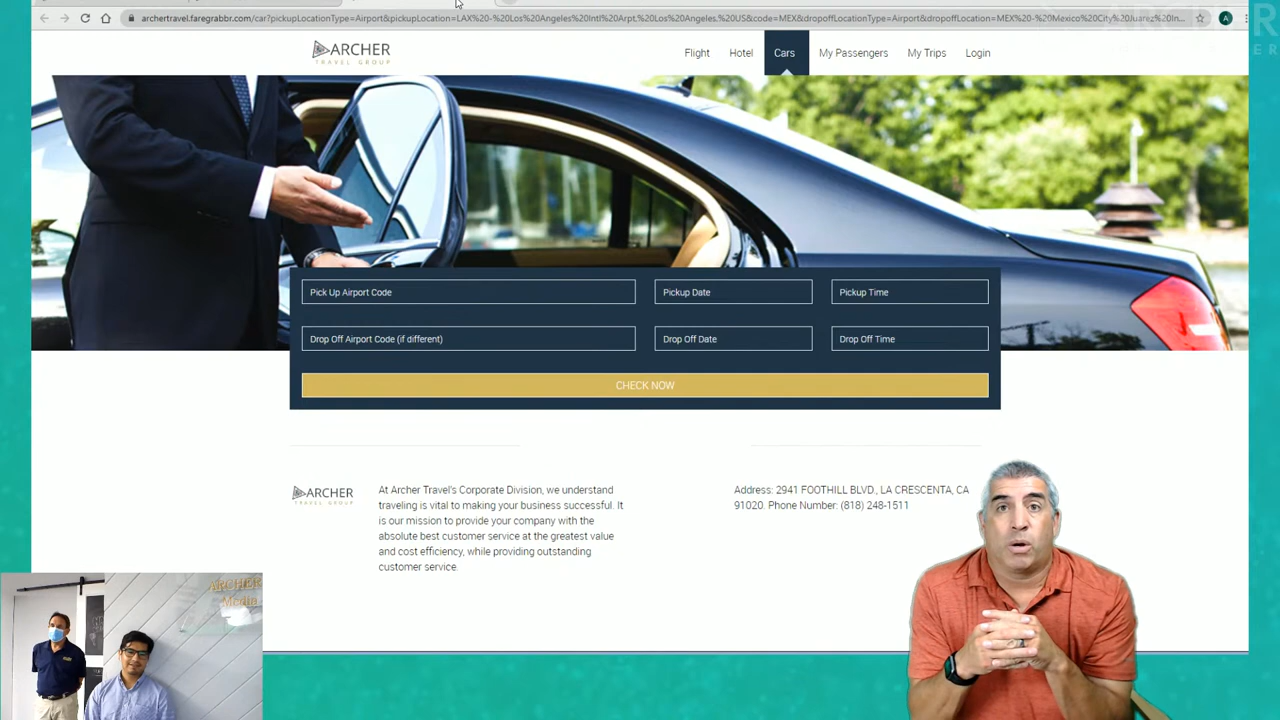 archertravel.faregrabbr.com/car?pickupLocationType=Airport&pickupLocation=LAX%20-%20Los%20Angeles%20Intl%20Arpt.%20Los%20Angeles.%20US&code=MEX&dropoffLocationType=Airport&dropoffLocation=MEX%20-%20Mexico%20City%20Juarez%20In...
A
ARCHER
TRAVEL GROUP
Flight
Hotel
Cars
My Passengers
My Trips
Login
Pick Up Airport Code
Pickup Date
Pickup Time
Drop Off Airport Code (if different)
Drop Off Date
Drop Off Time
CHECK NOW
ARCHER
At Archer Travel's Corporate Division, we understand
traveling is vital to making your business successful. It
is our mission to provide your company with the
absolute best customer service at the greatest value
and cost efficiency, while providing outstanding
customer service.
Address: 2941 FOOTHILL BLVD., LA CRESCENTA, CA
91020. Phone Number: (818) 248-1511
ARCHER
Media